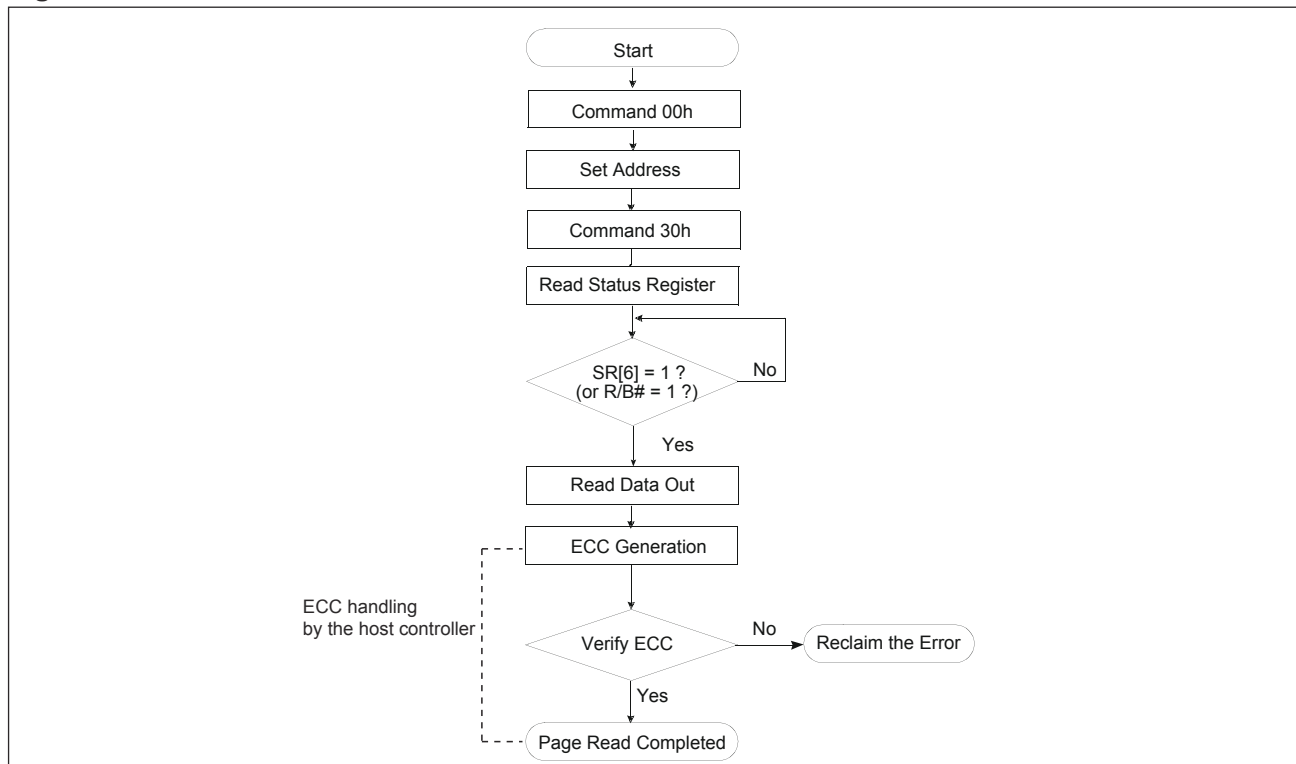 Start
Command 00h
Set Address
Command 30h
Read Status Register
SR[6] = 1 ?
(or R/B# = 1 ?)
No
Yes
Read Data Out
ECC Generation
ECC handling
by the host controller
Verify ECC
No
Reclaim the Error
Yes
Page Read Completed